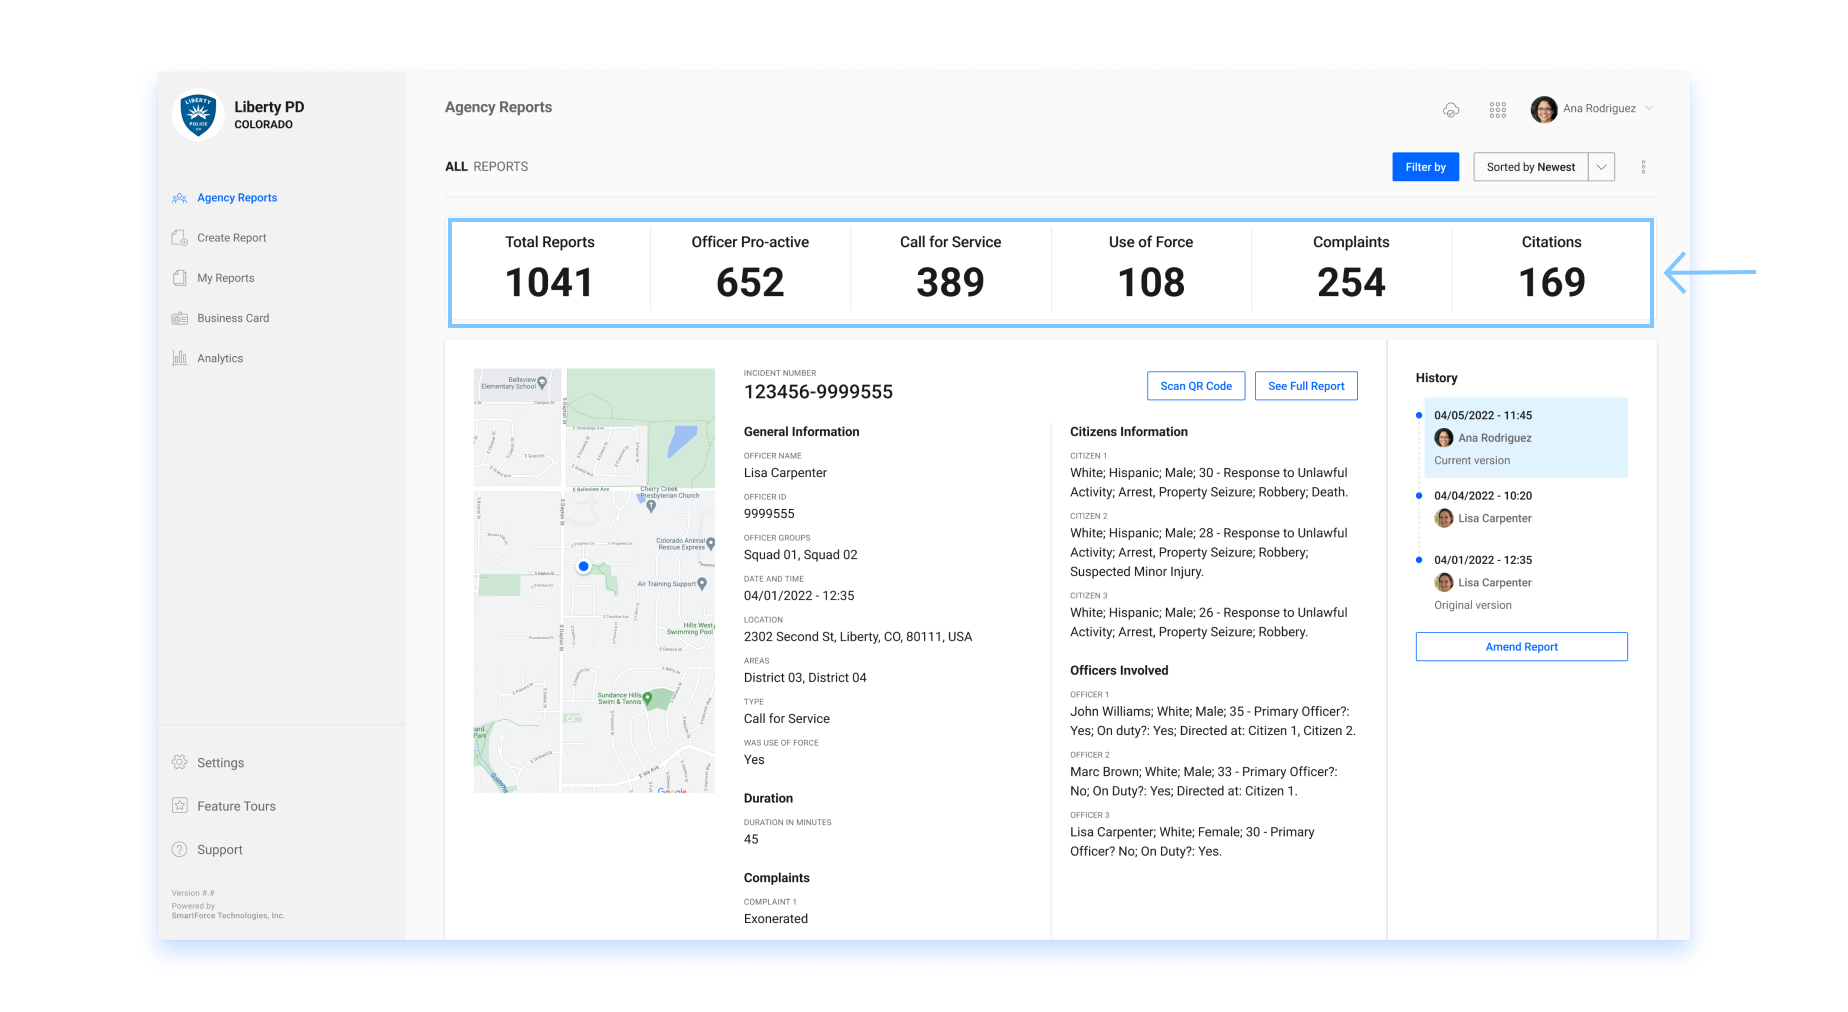 LIBERTY
POLICE
Liberty PD
COLORADO
Agency Reports
Create Report
My Reports
Business Card
Analytics
Settings
Feature Tours
Support
Version #.#
Powered by
SmartForce Technologies, Inc.
Agency Reports
Ana Rodriguez
ALL REPORTS
Filter by
Sorted by Newest
Total Reports
1041
Officer Pro-active
652
Call for Service
389
Use of Force
108
Complaints
254
Citations
169
Belleview
Elementary School
E Belleview Ave
Cherry Creek
Presbyterian Church
Colorado Animal
Rescue Express
Air Training Support
Hills West
Swimming Pool
Sundance Hills
Swim & Tennis
E Ida Ave
Park
Google
INCIDENT NUMBER
123456-9999555
Scan QR Code
See Full Report
General Information
OFFICER NAME
Lisa Carpenter
OFFICER ID
9999555
OFFICER GROUPS
Squad 01, Squad 02
DATE AND TIME
04/01/2022 - 12:35
LOCATION
2302 Second St, Liberty, CO, 80111, USA
AREAS
District 03, District 04
TYPE
Call for Service
WAS USE OF FORCE
Yes
Duration
DURATION IN MINUTES
45
Complaints
COMPLAINT 1
Exonerated
Citizens Information
CITIZEN 1
White; Hispanic; Male; 30 - Response to Unlawful
Activity; Arrest, Property Seizure; Robbery; Death.
CITIZEN 2
White; Hispanic; Male; 28 - Response to Unlawful
Activity; Arrest, Property Seizure; Robbery;
Suspected Minor Injury.
CITIZEN 3
White; Hispanic; Male; 26 - Response to Unlawful
Activity; Arrest, Property Seizure; Robbery.
Officers Involved
OFFICER 1
John Williams; White; Male; 35 - Primary Officer?:
Yes; On duty?: Yes; Directed at: Citizen 1, Citizen 2.
OFFICER 2
Marc Brown; White; Male; 33 - Primary Officer?:
No; On Duty?: Yes; Directed at: Citizen 1.
OFFICER 3
Lisa Carpenter; White; Female; 30 - Primary
Officer? No; On Duty?: Yes.
History
04/05/2022 - 11:45
Ana Rodriguez
Current version
04/04/2022 - 10:20
Lisa Carpenter
04/01/2022 - 12:35
Lisa Carpenter
Original version
Amend Report